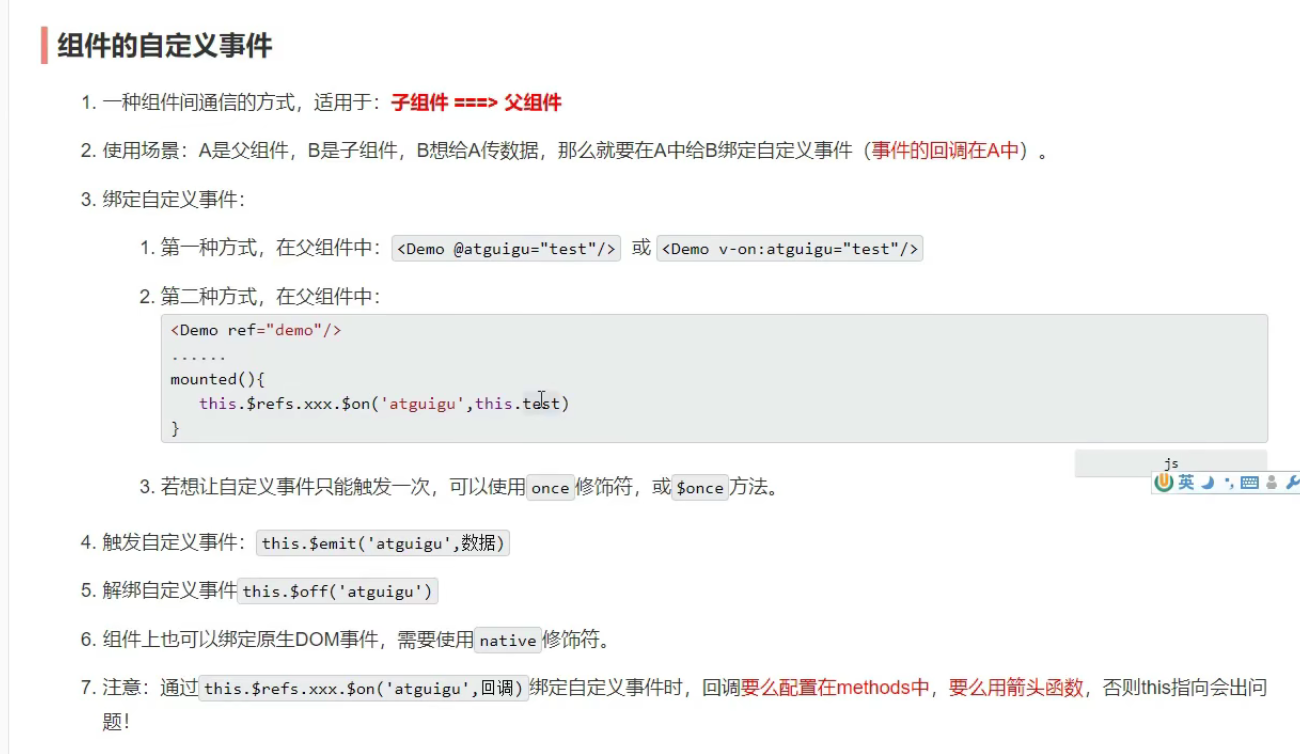 组件的自定义事件
1. 一种组件间通信的方式，适用于：子组件 ===> 父组件
2. 使用场景：A是父组件，B是子组件，B想给A传数据，那么就要在A中给B绑定自定义事件（事件的回调在A中）。
3. 绑定自定义事件：
1. 第一种方式，在父组件中：<Demo @atguigu="test"/> 或 <Demo v-on:atguigu="test"/>
2. 第二种方式，在父组件中：
<Demo ref="demo"/>
......
mounted(){
this.$refs.xxx.$on('atguigu',this.test)
}
js
英
3. 若想让自定义事件只能触发一次，可以使用once修饰符，或$once方法。
4. 触发自定义事件：this.$emit('atguigu',数据)
5. 解绑自定义事件this.$off('atguigu')
6. 组件上也可以绑定原生DOM事件，需要使用native修饰符。
7. 注意：通过this.$refs.xxx.$on('atguigu',回调)绑定自定义事件时，回调要么配置在methods中，要么用箭头函数，否则this指向会出问
题！